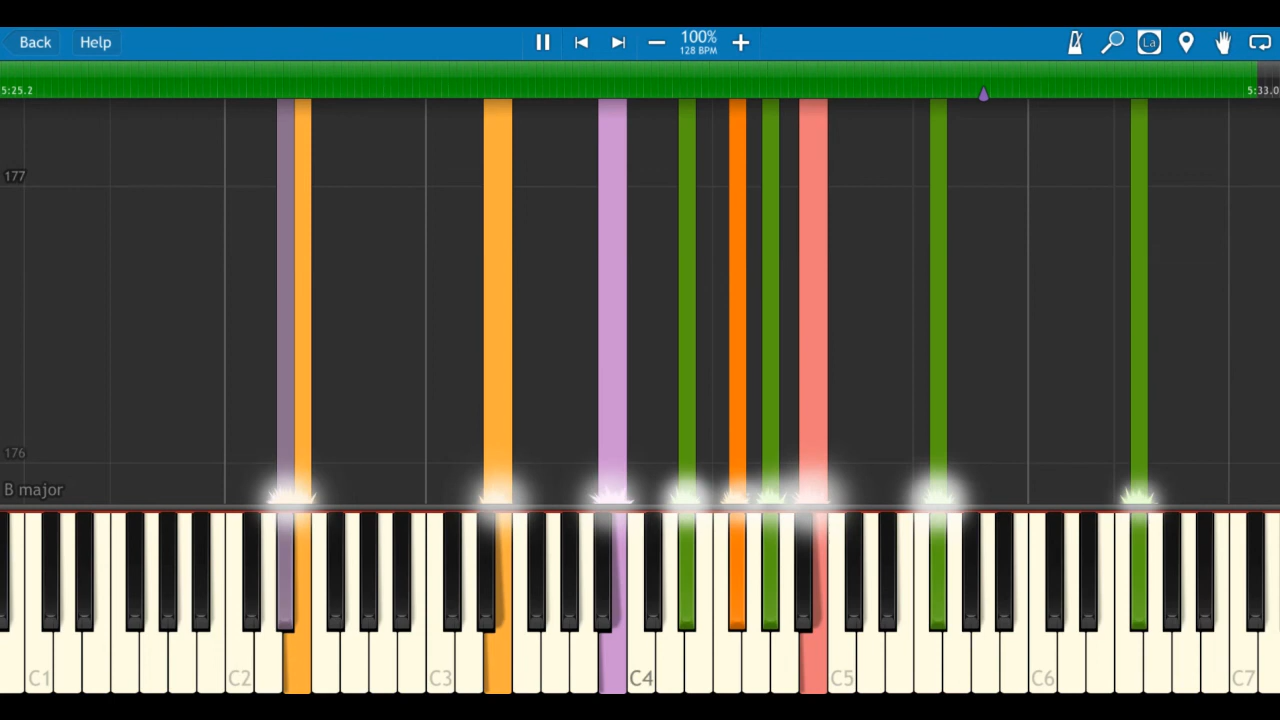 Back Help 100% La
128 BPM
5:25.2 5:33.0
177
176
B major
C1 C2 C3 C4 C5 C6 C7